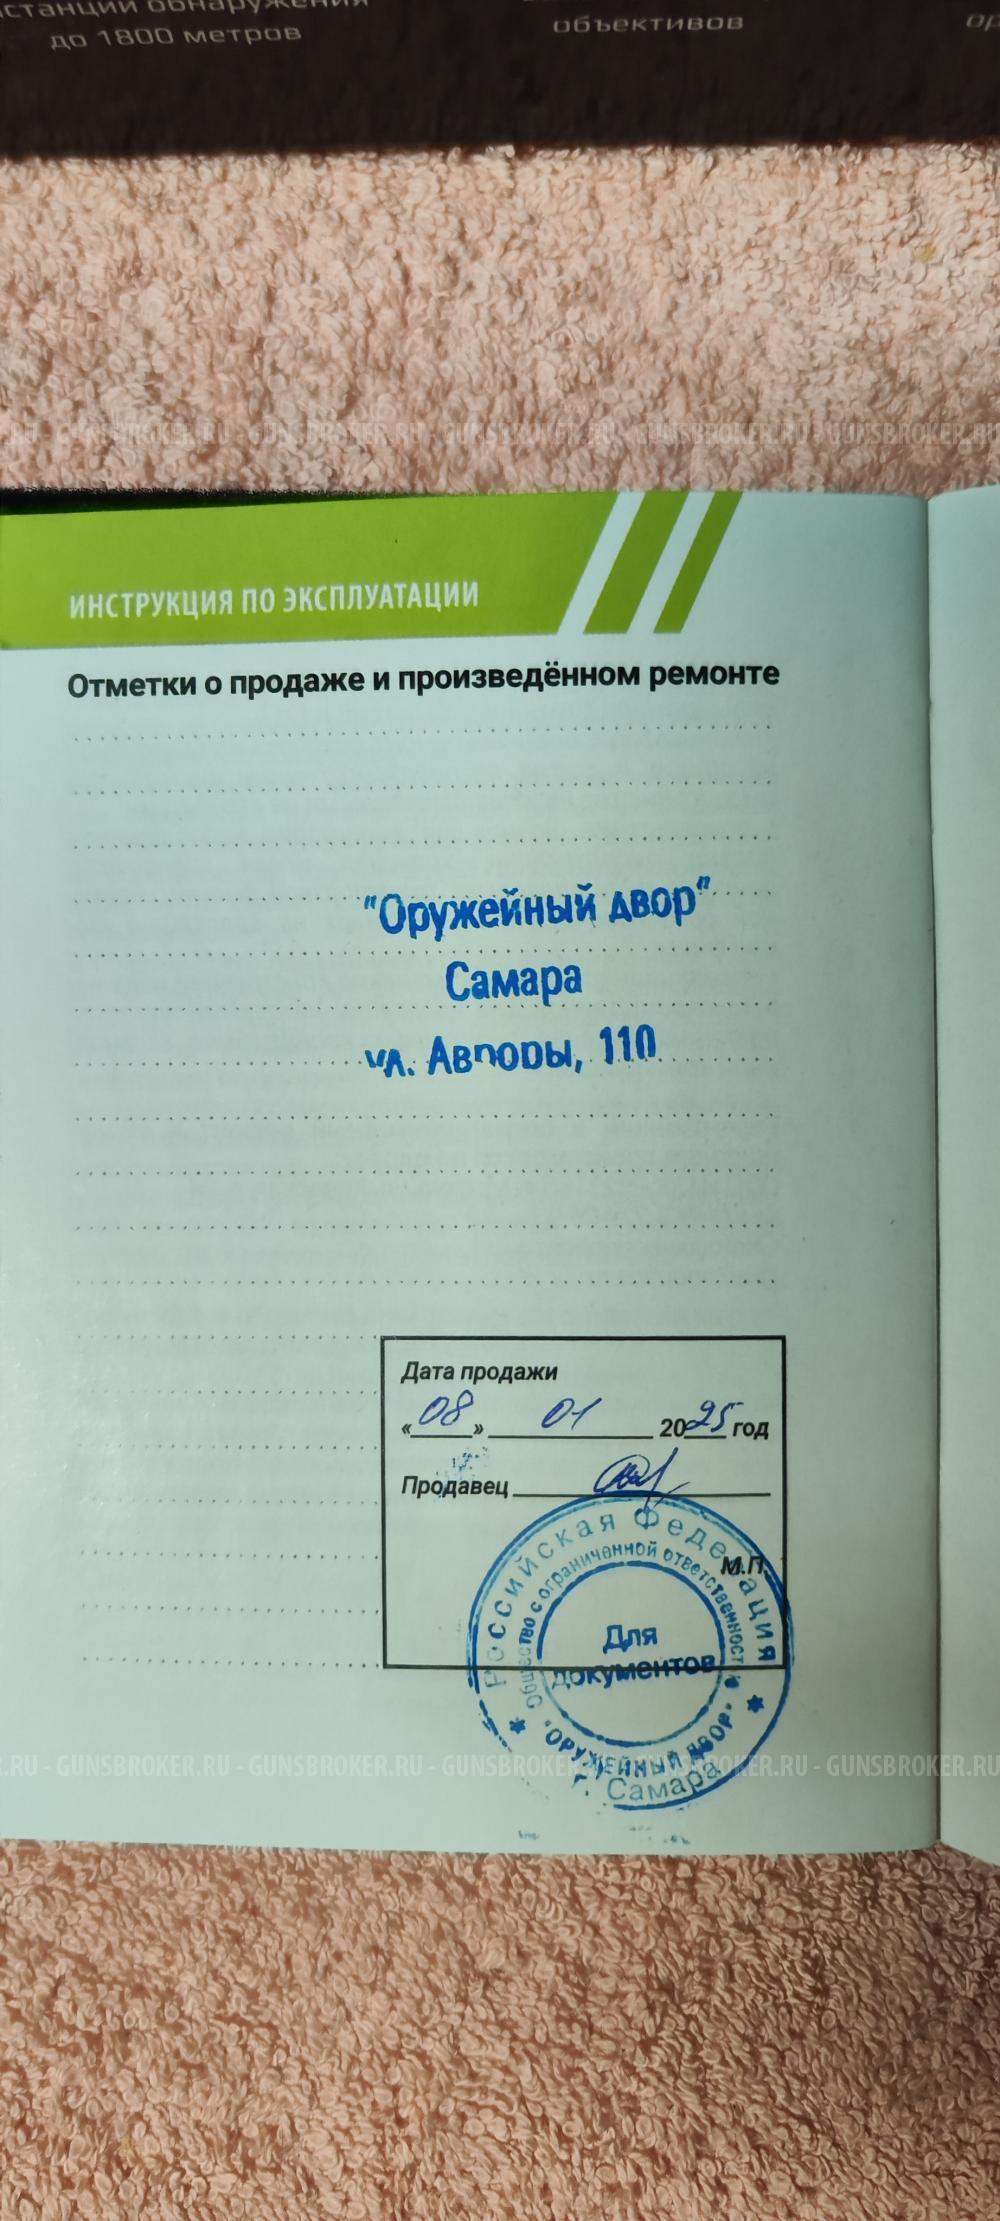 до 1800 метров
объективов
GUNSBROKER.RU - GUNSBROKER.RU - GUNSBROKER.RU - GUNSBROKER.RU - GUNSBROKER.RU
ИНСТРУКЦИЯ ПО ЭКСПЛУАТАЦИИ
Отметки о продаже и произведённом ремонте
"Оружейный двор"
Самара
ул. Авроры, 110
Дата продажи
«08» 01 2025 год
Продавец
М.П.
Российская Федерация
Общество с ограниченной ответственностью
Для
документов
"ОРУЖЕЙНЫЙ ДВОР"
г. Самара
.RU - GUNSBROKER.RU - GUNSBROKER.RU - GUNSBROKER.RU - GUNSBROKER.RU - GUNSBROKER.RU